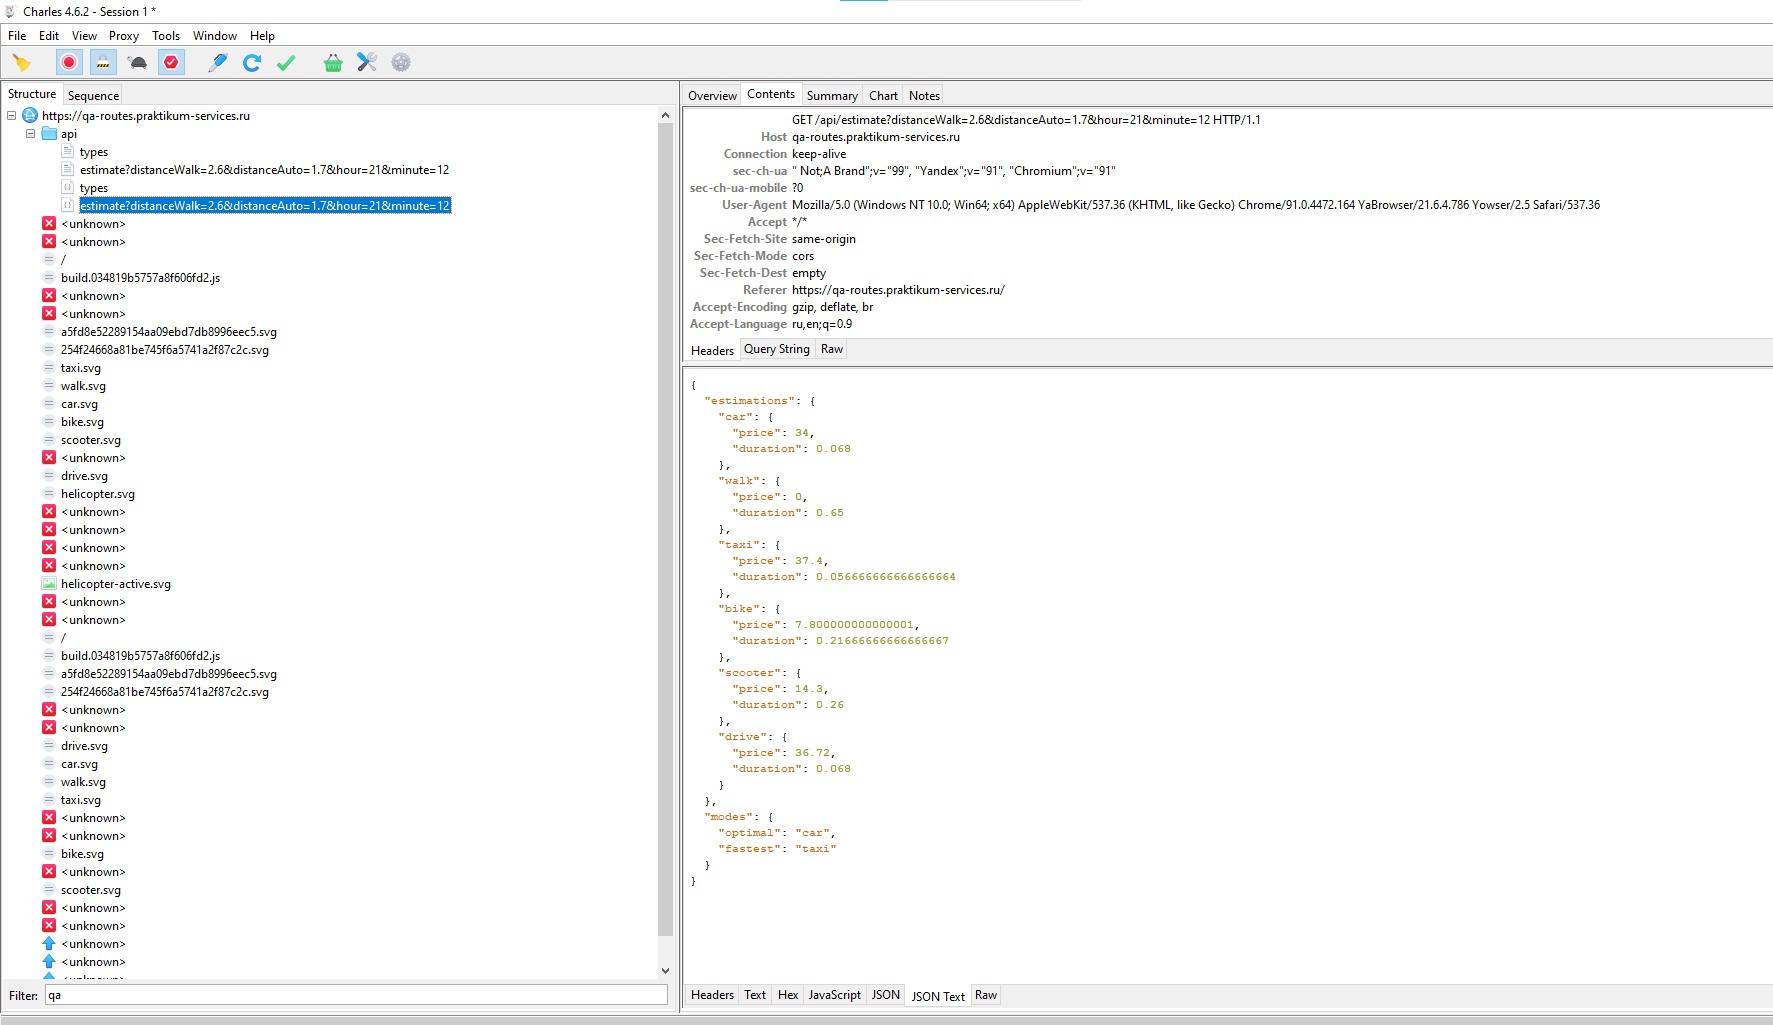 Charles 4.6.2 - Session 1 *
File Edit View Proxy Tools Window Help
Structure Sequence
https://qa-routes.praktikum-services.ru
api
types
estimate?distanceWalk=2.6&distanceAuto=1.7&hour=21&minute=12
types
estimate?distanceWalk=2.6&distanceAuto=1.7&hour=21&minute=12
<unknown>
<unknown>
/
build.034819b5757a8f606fd2.js
<unknown>
<unknown>
a5fd8e52289154aa09ebd7db8996eec5.svg
254f24668a81be745f6a5741a2f87c2c.svg
taxi.svg
walk.svg
car.svg
bike.svg
scooter.svg
<unknown>
drive.svg
helicopter.svg
<unknown>
<unknown>
<unknown>
<unknown>
helicopter-active.svg
<unknown>
<unknown>
/
build.034819b5757a8f606fd2.js
a5fd8e52289154aa09ebd7db8996eec5.svg
254f24668a81be745f6a5741a2f87c2c.svg
<unknown>
<unknown>
drive.svg
car.svg
walk.svg
taxi.svg
<unknown>
<unknown>
bike.svg
<unknown>
scooter.svg
<unknown>
<unknown>
<unknown>
<unknown>
<unknown>
Filter: qa
Overview Contents Summary Chart Notes
GET /api/estimate?distanceWalk=2.6&distanceAuto=1.7&hour=21&minute=12 HTTP/1.1
Host qa-routes.praktikum-services.ru
Connection keep-alive
sec-ch-ua " Not;A Brand";v="99", "Yandex";v="91", "Chromium";v="91"
sec-ch-ua-mobile ?0
User-Agent Mozilla/5.0 (Windows NT 10.0; Win64; x64) AppleWebKit/537.36 (KHTML, like Gecko) Chrome/91.0.4472.164 YaBrowser/21.6.4.786 Yowser/2.5 Safari/537.36
Accept */*
Sec-Fetch-Site same-origin
Sec-Fetch-Mode cors
Sec-Fetch-Dest empty
Referer https://qa-routes.praktikum-services.ru/
Accept-Encoding gzip, deflate, br
Accept-Language ru,en;q=0.9
Headers Query String Raw
{
"estimations": {
"car": {
"price": 34,
"duration": 0.068
},
"walk": {
"price": 0,
"duration": 0.65
},
"taxi": {
"price": 37.4,
"duration": 0.056666666666666664
},
"bike": {
"price": 7.800000000000001,
"duration": 0.21666666666666667
},
"scooter": {
"price": 14.3,
"duration": 0.26
},
"drive": {
"price": 36.72,
"duration": 0.068
}
},
"modes": {
"optimal": "car",
"fastest": "taxi"
}
}
Headers Text Hex JavaScript JSON JSON Text Raw